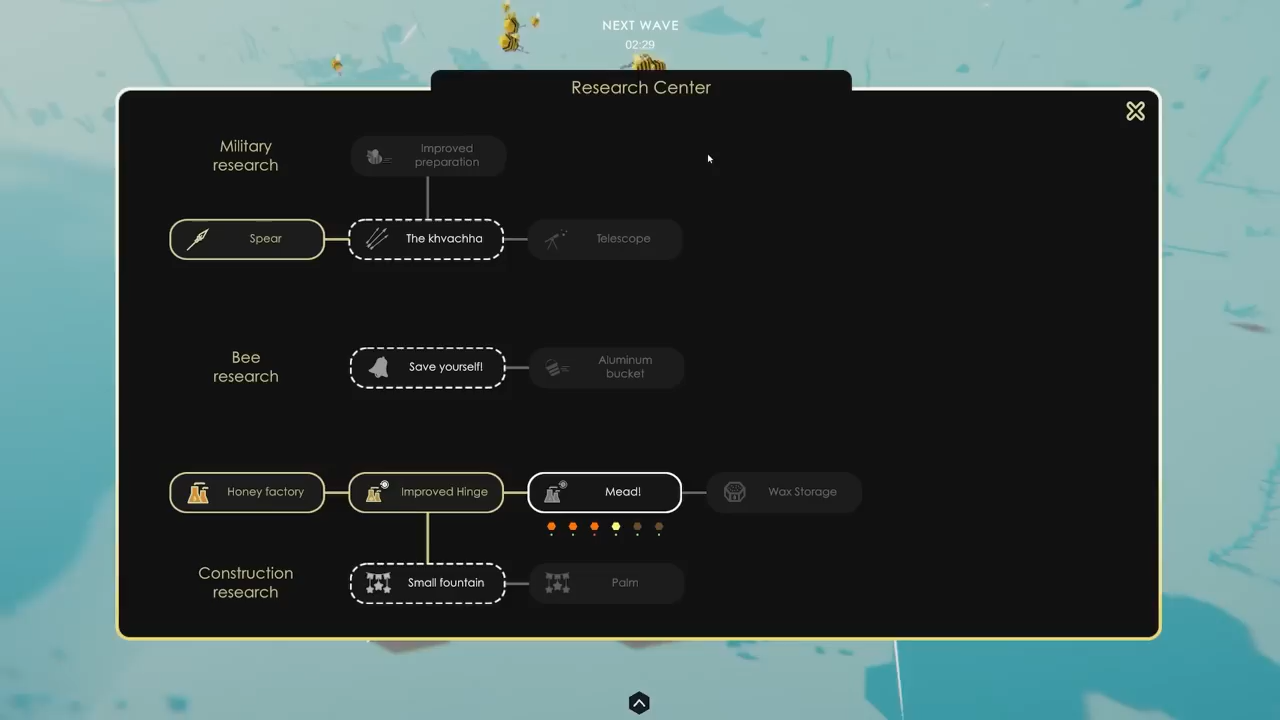 NEXT WAVE
02:29
Research Center
Military
research
Improved
preparation
Spear
The khvachha
Telescope
Bee
research
Save yourself!
Aluminum
bucket
Honey factory
Improved Hinge
Mead!
Wax Storage
Construction
research
Small fountain
Palm